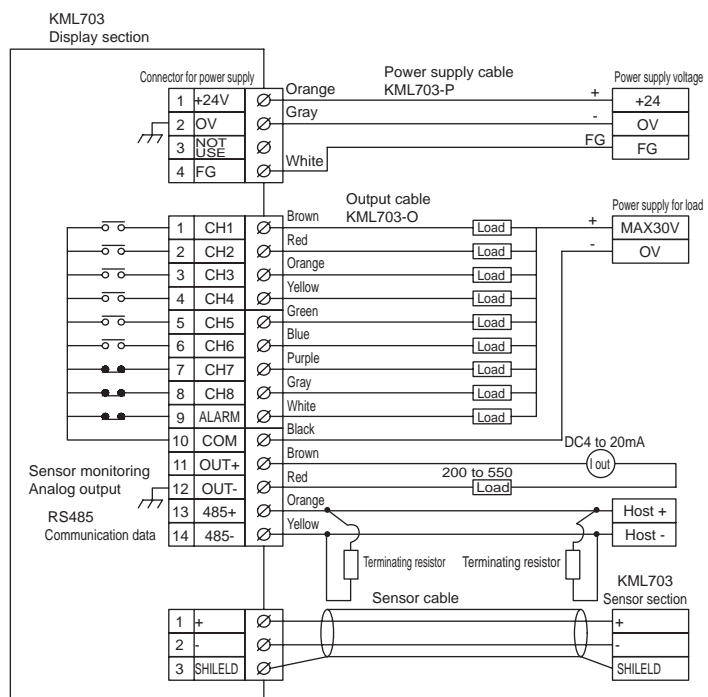 KML703
Display section
Connector for power supply
Power supply cable
KML703-P
Power supply voltage
1 +24V Orange + +24
2 OV Gray - OV
3 NOT USE
4 FG White FG FG
Output cable
KML703-O
Power supply for load
1 CH1 Brown Load + MAX30V
2 CH2 Red Load - OV
3 CH3 Orange Load
4 CH4 Yellow Load
5 CH5 Green Load
6 CH6 Blue Load
7 CH7 Purple Load
8 CH8 Gray Load
9 ALARM White Load
10 COM Black
DC4 to 20mA
Sensor monitoring
Analog output
11 OUT+ Brown I out
12 OUT- Red 200 to 550 Load
RS485
Communication data
13 485+ Orange Host +
14 485- Yellow Host -
Terminating resistor Terminating resistor
Sensor cable
KML703
Sensor section
1 + +
2 - -
3 SHILELD SHILELD